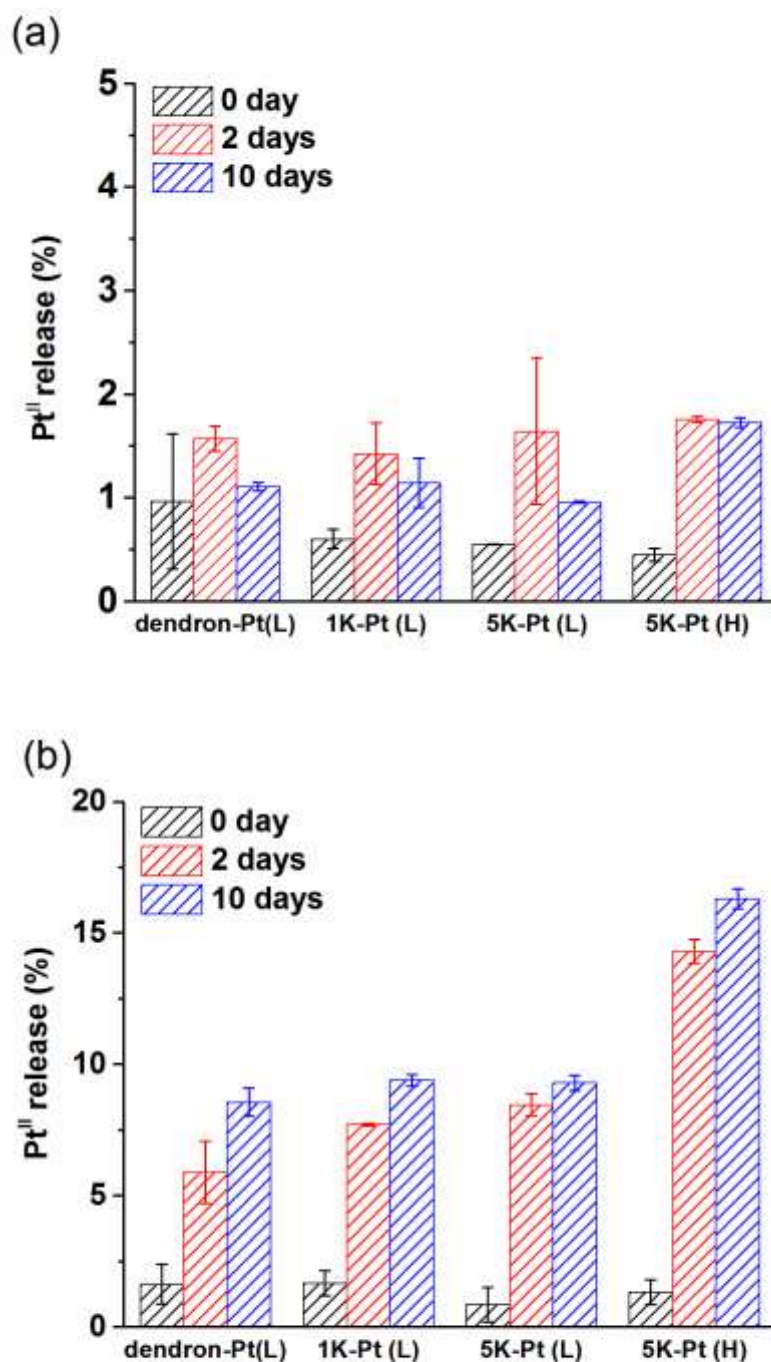 (a)
5
4
3
2
1
0
Pt^II release (%)
0 day
2 days
10 days
dendron-Pt(L) 1K-Pt (L) 5K-Pt (L) 5K-Pt (H)
(b)
20
15
10
5
0
Pt^II release (%)
0 day
2 days
10 days
dendron-Pt(L) 1K-Pt (L) 5K-Pt (L) 5K-Pt (H)